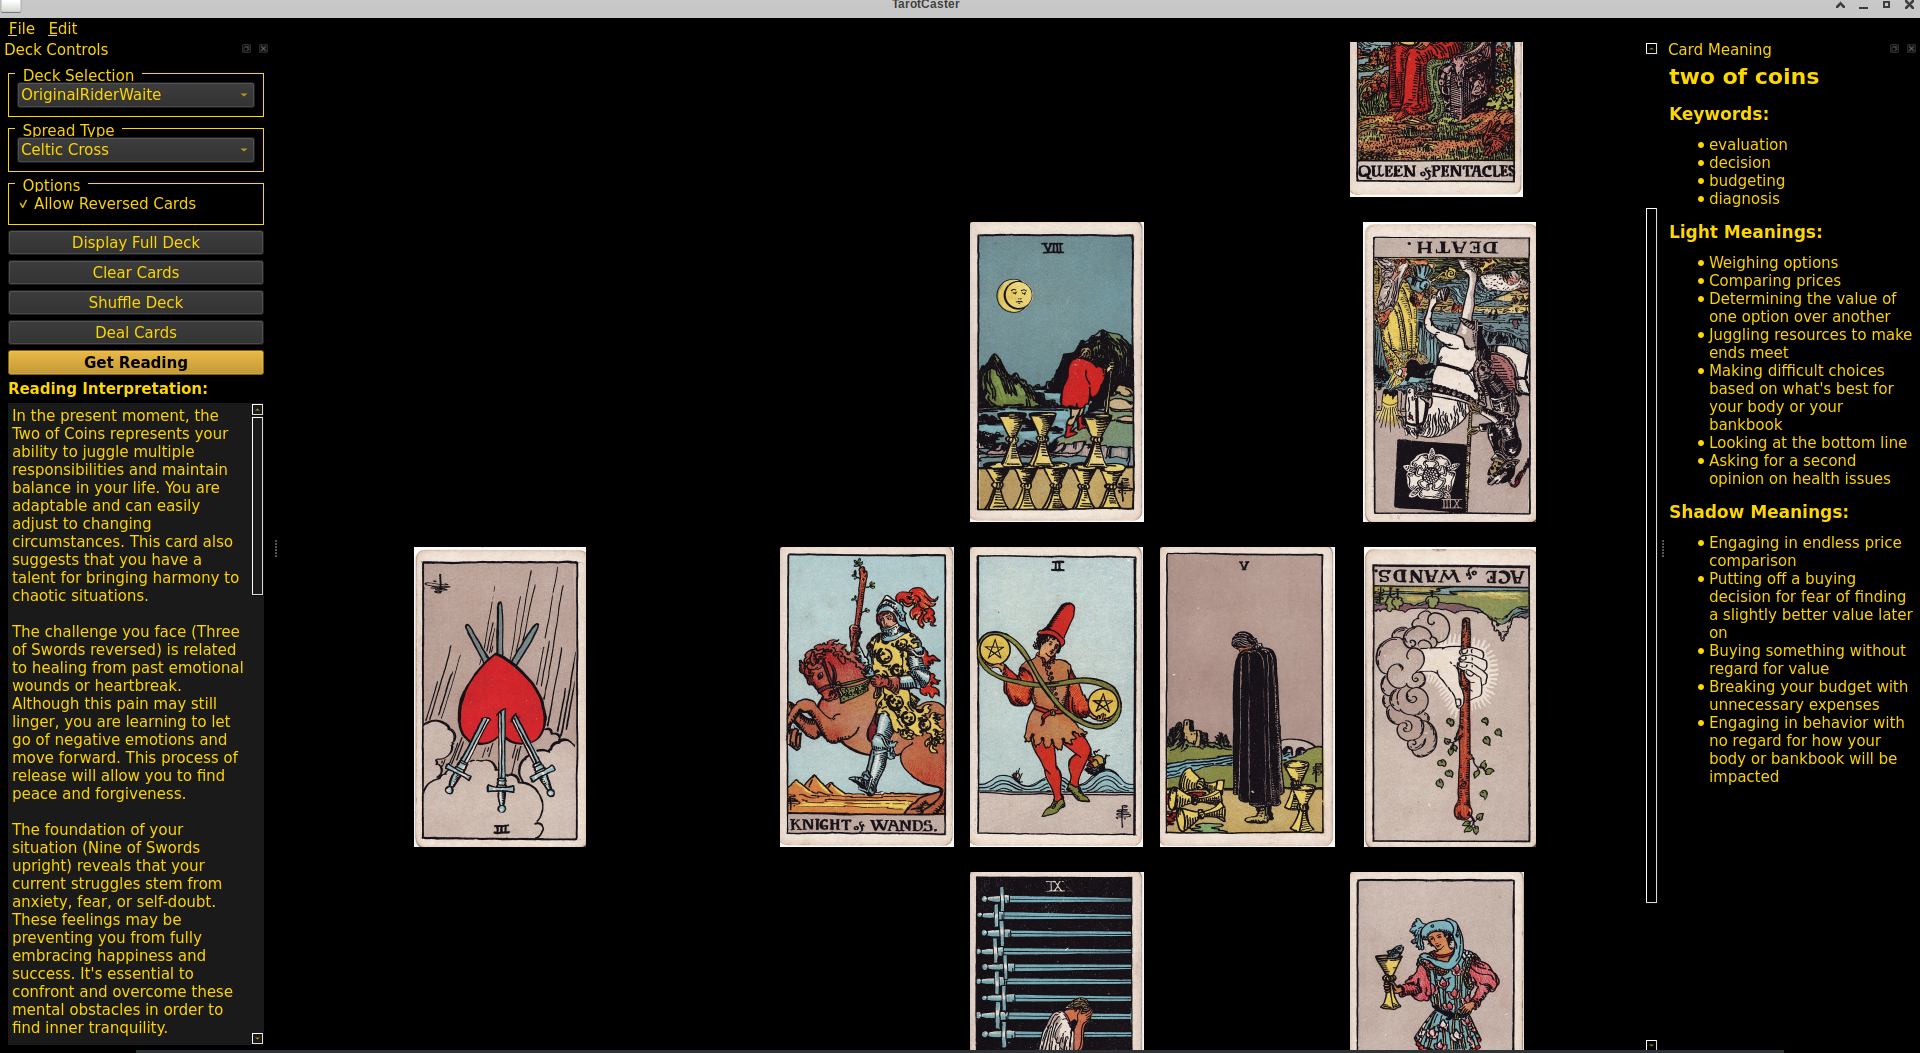 TarotCaster
File Edit
Deck Controls
Deck Selection
OriginalRiderWaite
Spread Type
Celtic Cross
Options
✓ Allow Reversed Cards
Display Full Deck
Clear Cards
Shuffle Deck
Deal Cards
Get Reading
Reading Interpretation:
In the present moment, the
Two of Coins represents your
ability to juggle multiple
responsibilities and maintain
balance in your life. You are
adaptable and can easily
adjust to changing
circumstances. This card also
suggests that you have a
talent for bringing harmony to
chaotic situations.
The challenge you face (Three
of Swords reversed) is related
to healing from past emotional
wounds or heartbreak.
Although this pain may still
linger, you are learning to let
go of negative emotions and
move forward. This process of
release will allow you to find
peace and forgiveness.
The foundation of your
situation (Nine of Swords
upright) reveals that your
current struggles stem from
anxiety, fear, or self-doubt.
These feelings may be
preventing you from fully
embracing happiness and
success. It's essential to
confront and overcome these
mental obstacles in order to
find inner tranquility.
QUEEN of PENTACLES
VIII
DEATH.
XIII
III
KNIGHT of WANDS.
II
V
ACE of WANDS.
IX
Card Meaning
two of coins
Keywords:
• evaluation
• decision
• budgeting
• diagnosis
Light Meanings:
• Weighing options
• Comparing prices
• Determining the value of
one option over another
• Juggling resources to make
ends meet
• Making difficult choices
based on what's best for
your body or your
bankbook
• Looking at the bottom line
• Asking for a second
opinion on health issues
Shadow Meanings:
• Engaging in endless price
comparison
• Putting off a buying
decision for fear of finding
a slightly better value later
on
• Buying something without
regard for value
• Breaking your budget with
unnecessary expenses
• Engaging in behavior with
no regard for how your
body or bankbook will be
impacted